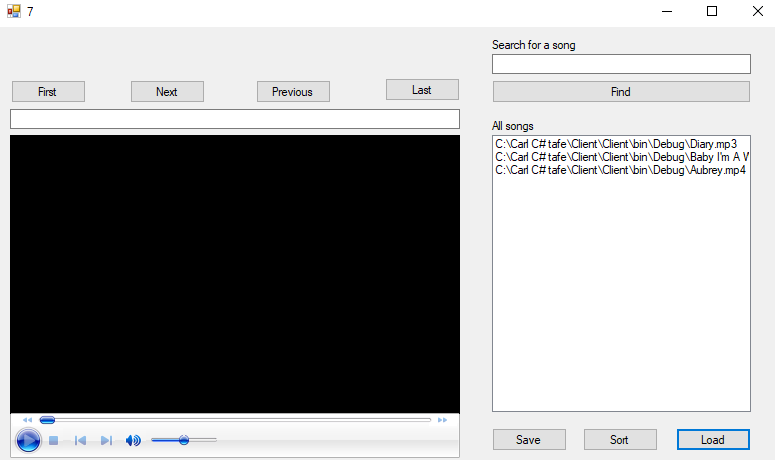 7
Search for a song
First
Next
Previous
Last
Find
All songs
C:\Carl C# tafe\Client\Client\bin\Debug\Diary.mp3
C:\Carl C# tafe\Client\Client\bin\Debug\Baby I'm A W
C:\Carl C# tafe\Client\Client\bin\Debug\Aubrey.mp4
Save
Sort
Load